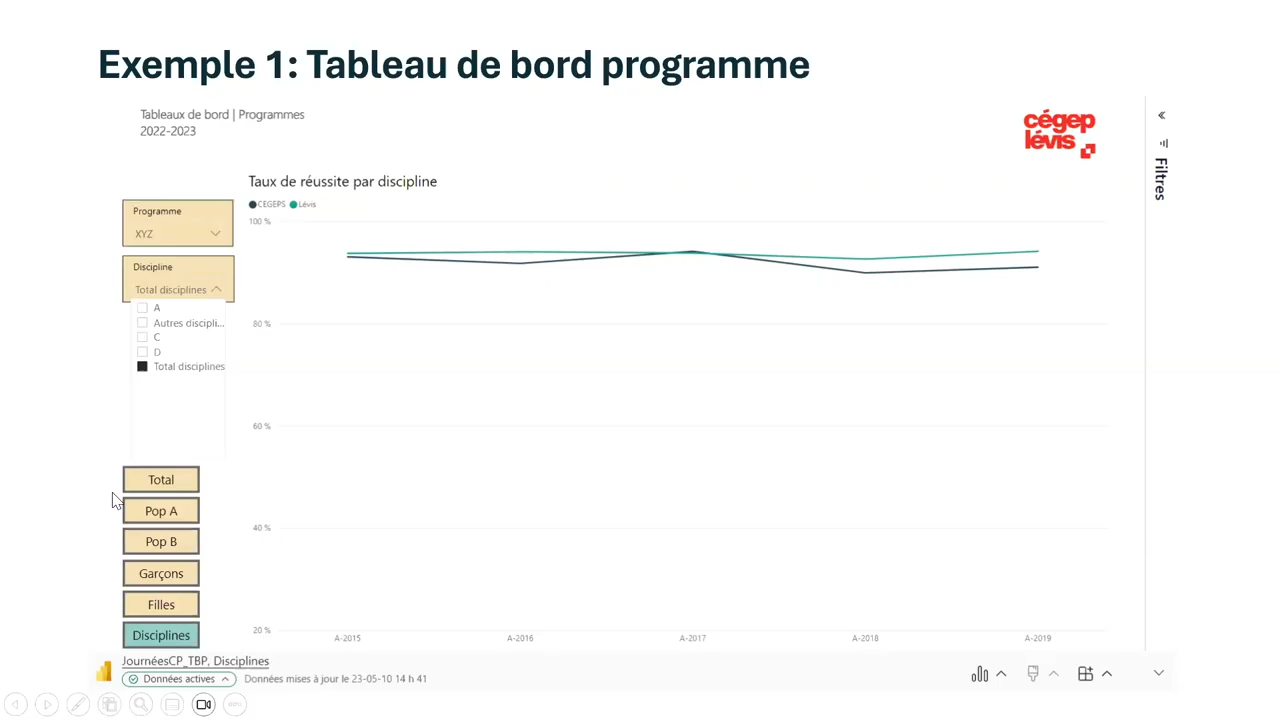 Exemple 1: Tableau de bord programme
Tableaux de bord | Programmes
2022-2023
cégep
lévis
Filtres
Taux de réussite par discipline
CEGEPS Lévis
Programme
XYZ
Discipline
Total disciplines
A
Autres discipli...
C
D
Total disciplines
100 %
80 %
60 %
40 %
20 %
A-2015 A-2016 A-2017 A-2018 A-2019
Total
Pop A
Pop B
Garçons
Filles
Disciplines
JournéesCP_TBP, Disciplines
Données actives Données mises à jour le 23-05-10 14 h 41